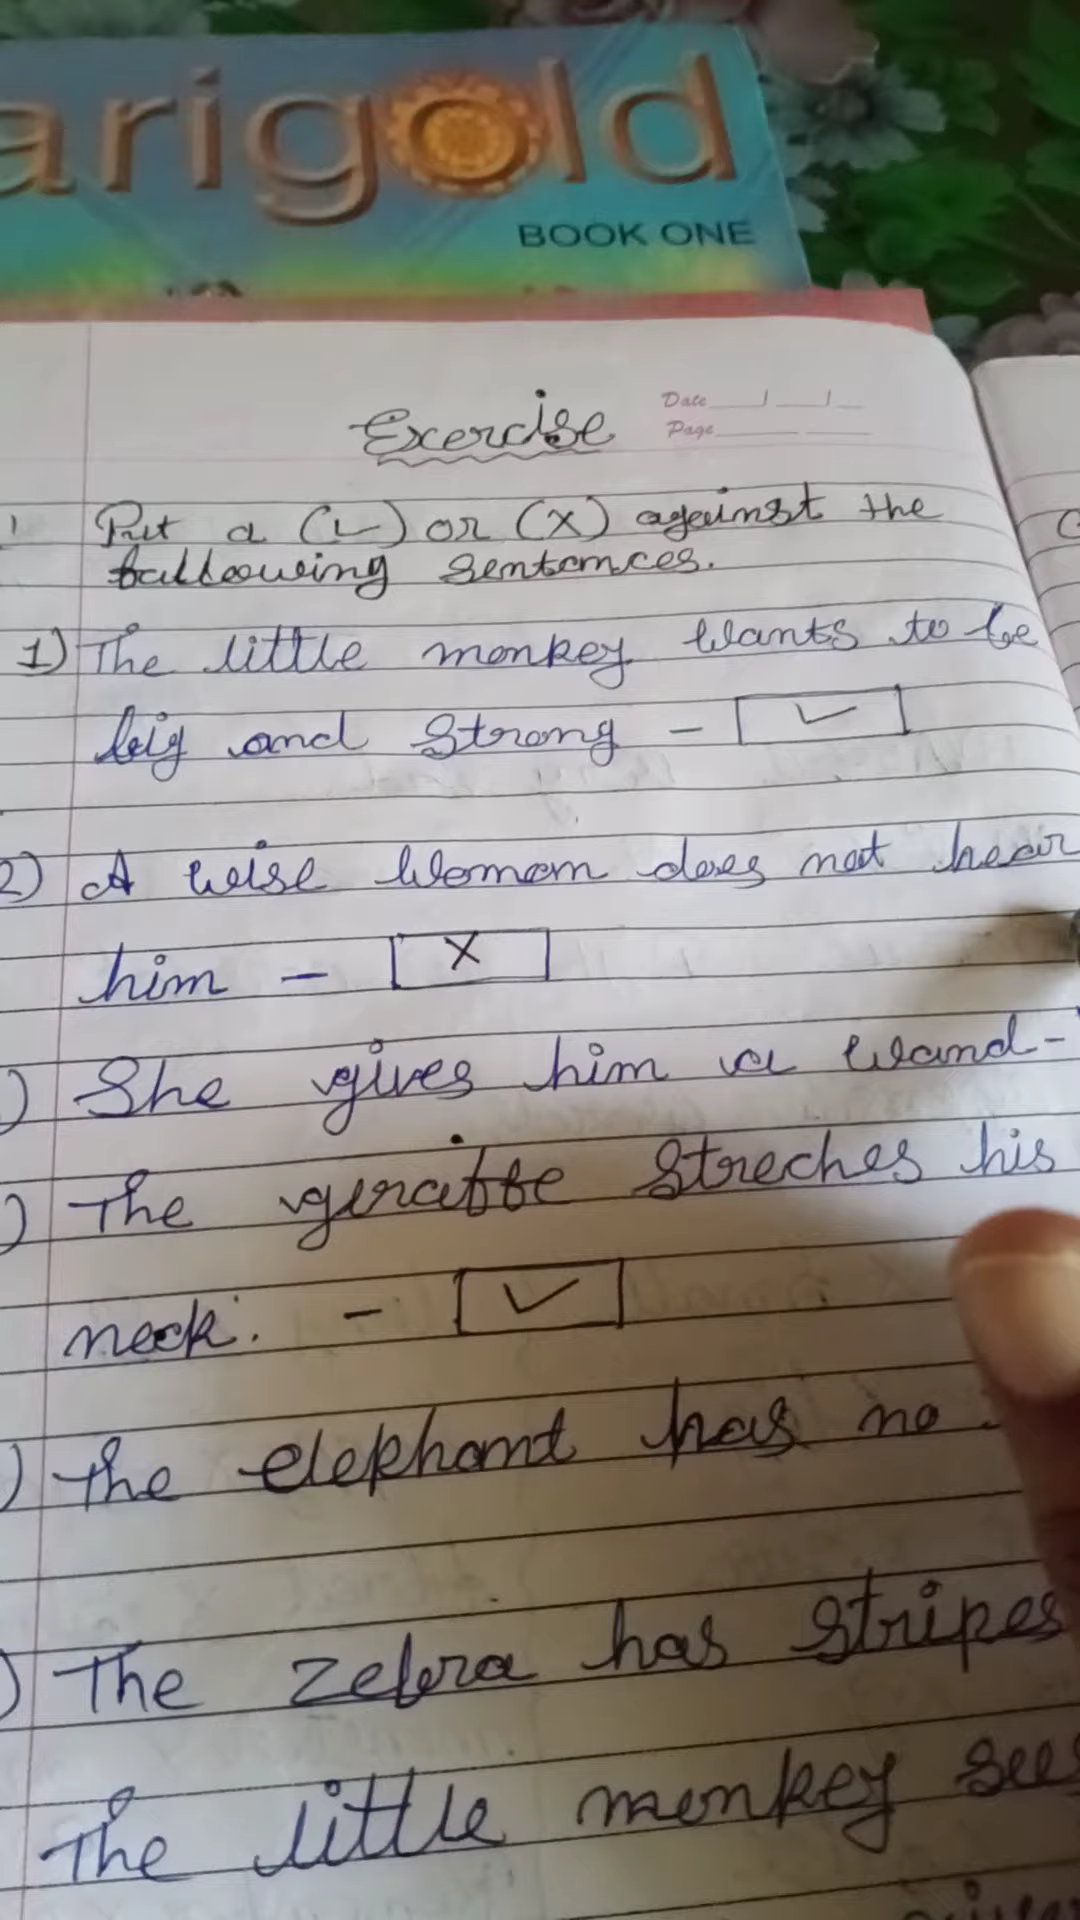 arigold
BOOK ONE
Date
Page
Exercise
Put a (✓) or (X) against the
fallowing sentences.
1) The little monkey wants to be
big and strong - ✓
2) A wise woman does not hear
him - X
) She gives him a wand-
) The giraffe streches his
neck. - ✓
) The elephant has no
) The zebra has stripes
The little monkey sees